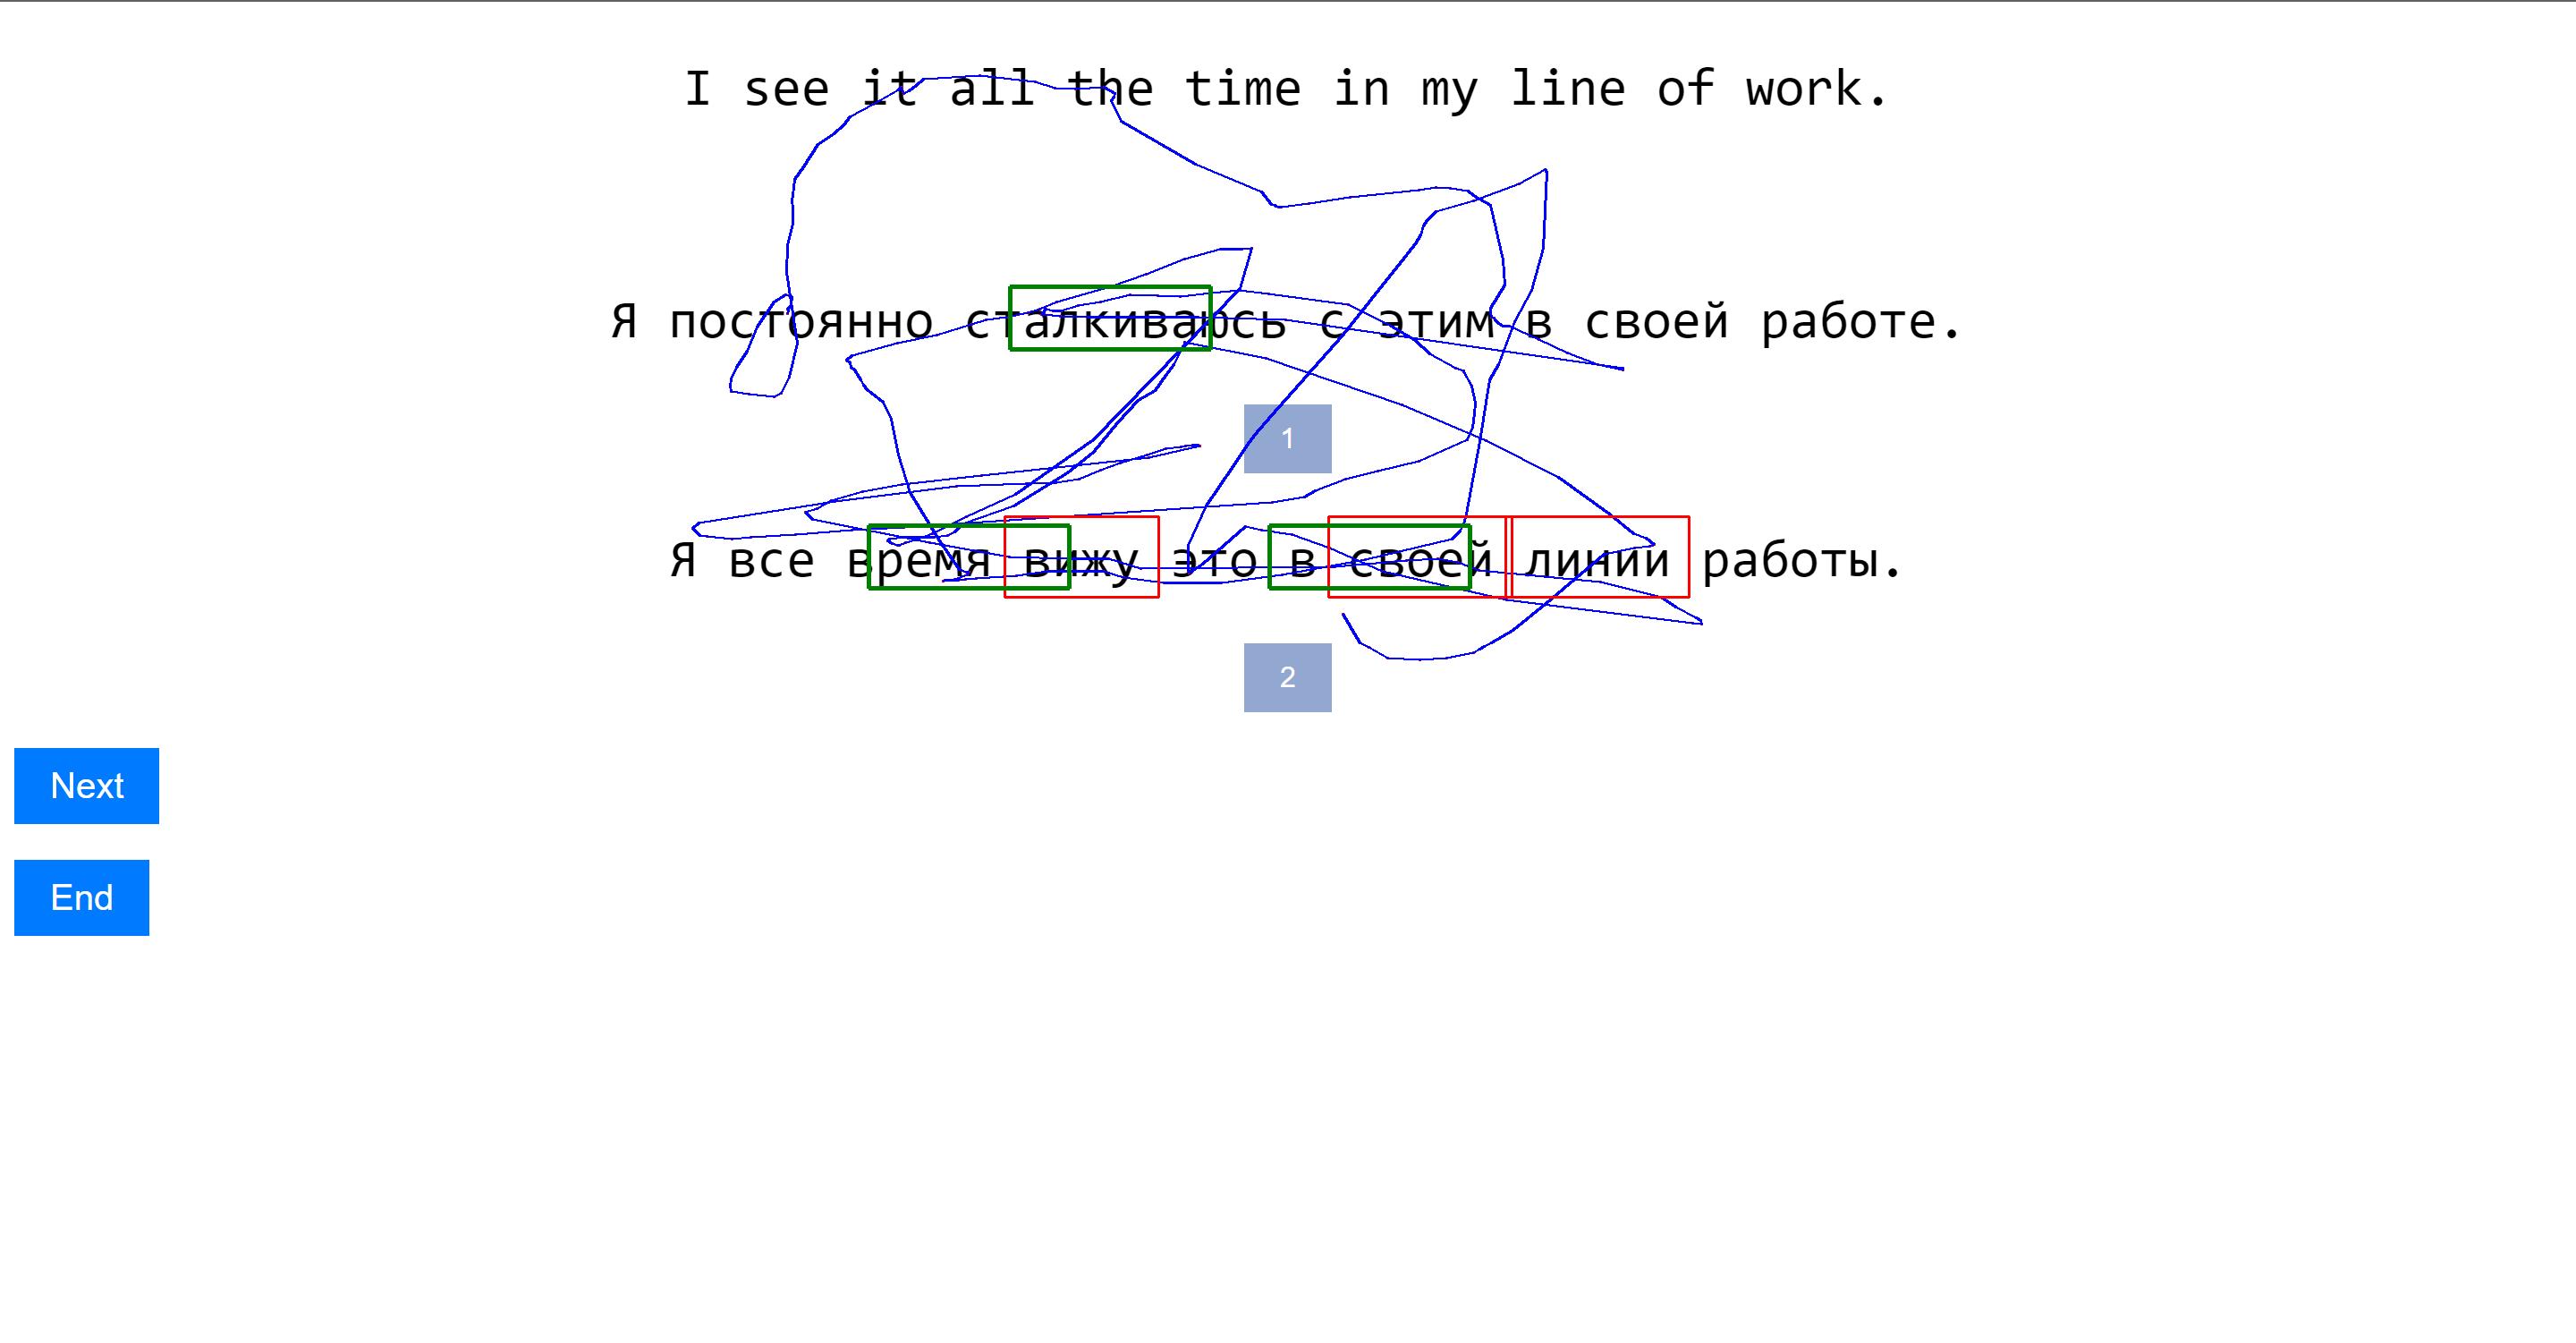 I see it all the time in my line of work.
Я постоянно сталкиваюсь с этим в своей работе.
1
Я все время вижу это в своей линии работы.
2
Next
End